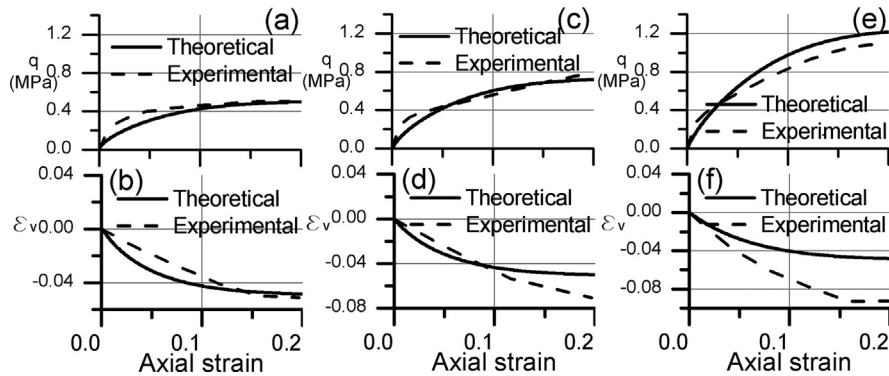 (a)
1.2
q
(MPa)
0.8
0.4
0.0
Theoretical
Experimental
(c)
1.2
q
(MPa)
0.8
0.4
0.0
Theoretical
Experimental
(e)
1.2
q
(MPa)
0.8
0.4
0.0
Theoretical
Experimental
(b)
0.04
εv
0.00
-0.04
Theoretical
Experimental
0.0 0.1 0.2
Axial strain
(d)
0.04
εv
0.00
-0.04
-0.08
Theoretical
Experimental
0.0 0.1 0.2
Axial strain
(f)
0.04
εv
0.00
-0.04
-0.08
Theoretical
Experimental
0.0 0.1 0.2
Axial strain